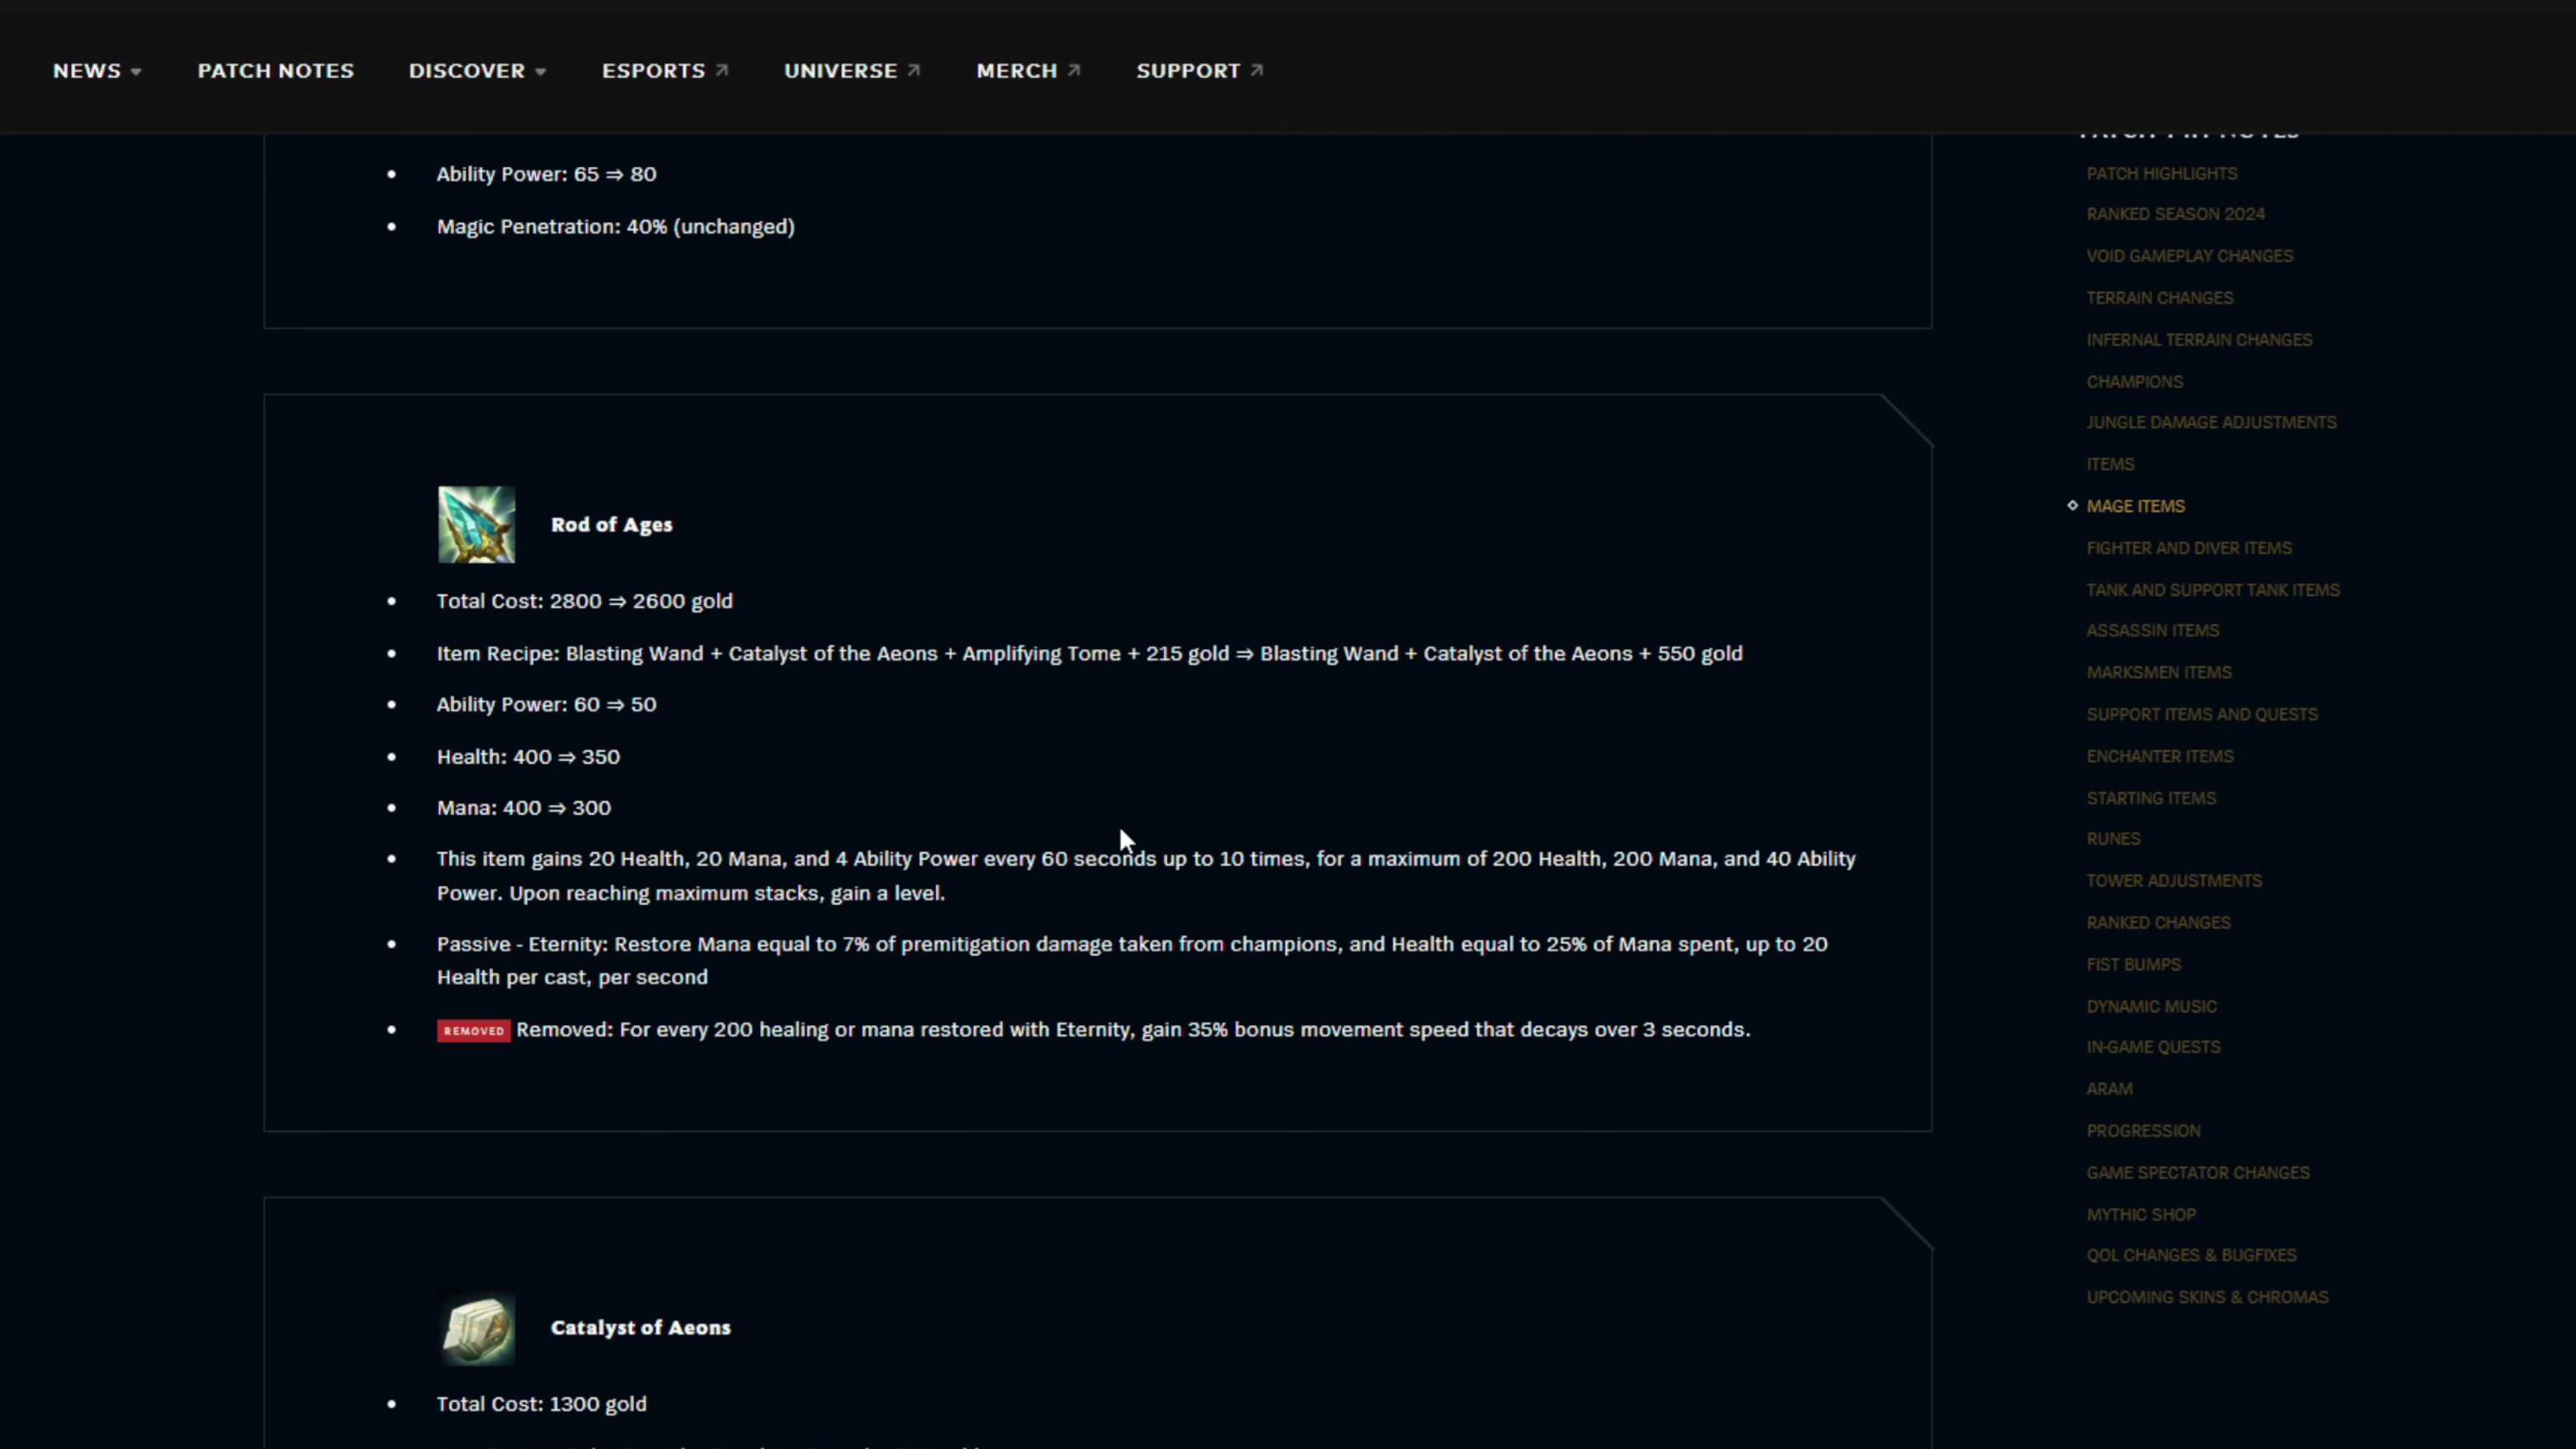 NEWS
PATCH NOTES
DISCOVER
ESPORTS
UNIVERSE
MERCH
SUPPORT
Ability Power: 65 ⇒ 80
Magic Penetration: 40% (unchanged)
Rod of Ages
Total Cost: 2800 ⇒ 2600 gold
Item Recipe: Blasting Wand + Catalyst of the Aeons + Amplifying Tome + 215 gold ⇒ Blasting Wand + Catalyst of the Aeons + 550 gold
Ability Power: 60 ⇒ 50
Health: 400 ⇒ 350
Mana: 400 ⇒ 300
This item gains 20 Health, 20 Mana, and 4 Ability Power every 60 seconds up to 10 times, for a maximum of 200 Health, 200 Mana, and 40 Ability
Power. Upon reaching maximum stacks, gain a level.
Passive - Eternity: Restore Mana equal to 7% of premitigation damage taken from champions, and Health equal to 25% of Mana spent, up to 20
Health per cast, per second
REMOVED Removed: For every 200 healing or mana restored with Eternity, gain 35% bonus movement speed that decays over 3 seconds.
Catalyst of Aeons
Total Cost: 1300 gold
PATCH HIGHLIGHTS
RANKED SEASON 2024
VOID GAMEPLAY CHANGES
TERRAIN CHANGES
INFERNAL TERRAIN CHANGES
CHAMPIONS
JUNGLE DAMAGE ADJUSTMENTS
ITEMS
MAGE ITEMS
FIGHTER AND DIVER ITEMS
TANK AND SUPPORT TANK ITEMS
ASSASSIN ITEMS
MARKSMEN ITEMS
SUPPORT ITEMS AND QUESTS
ENCHANTER ITEMS
STARTING ITEMS
RUNES
TOWER ADJUSTMENTS
RANKED CHANGES
FIST BUMPS
DYNAMIC MUSIC
IN-GAME QUESTS
ARAM
PROGRESSION
GAME SPECTATOR CHANGES
MYTHIC SHOP
QOL CHANGES & BUGFIXES
UPCOMING SKINS & CHROMAS